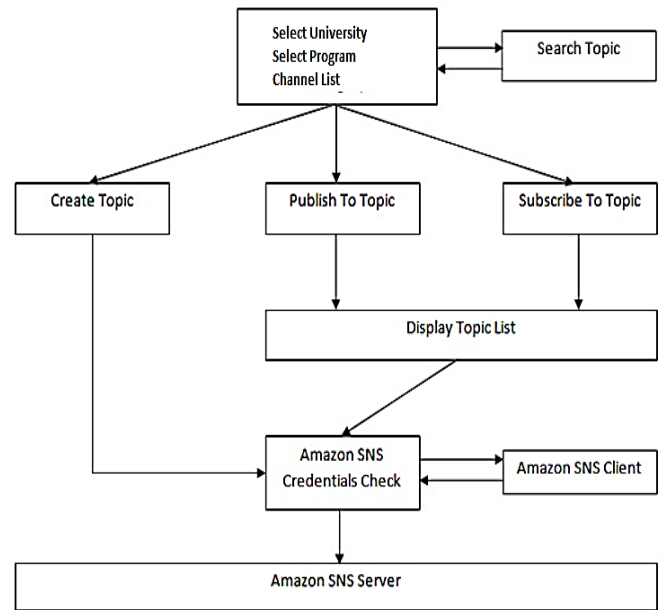 Select University
Select Program
Channel List
Search Topic
Create Topic
Publish To Topic
Subscribe To Topic
Display Topic List
Amazon SNS
Credentials Check
Amazon SNS Client
Amazon SNS Server